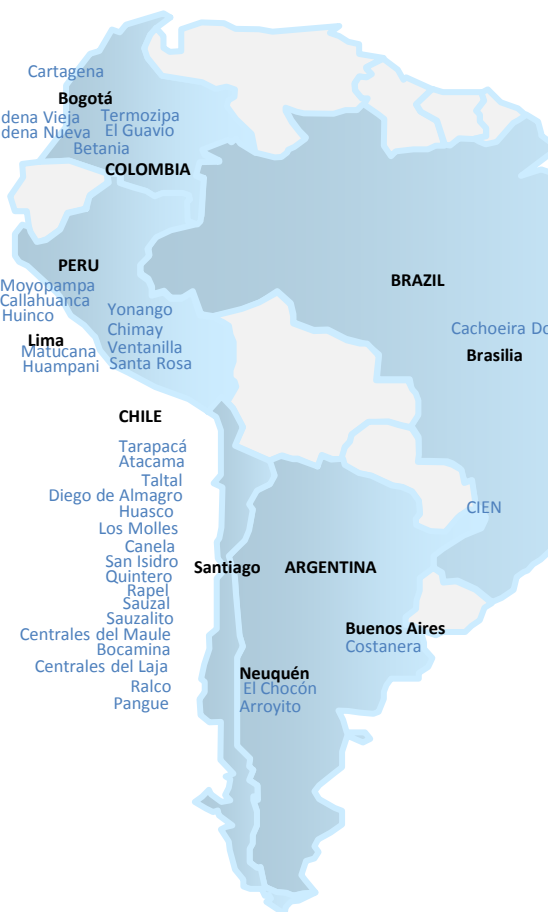 Cartagena
Bogotá
dena Vieja Termozipa
dena Nueva El Guavio
Betania
COLOMBIA
PERU
BRAZIL
Moyopampa
Callahuanca
Huinco
Yonango
Chimay
Lima
Ventanilla
Matucana
Santa Rosa
Huampani
Cachoeira Do
Brasilia
CHILE
Tarapacá
Atacama
Taltal
Diego de Almagro
Huasco
Los Molles
Canela
San Isidro
Quintero
Rapel
Sauzal
Sauzalito
Centrales del Maule
Bocamina
Centrales del Laja
Ralco
Pangue
Santiago
ARGENTINA
CIEN
Buenos Aires
Costanera
Neuquén
El Chocón
Arroyito